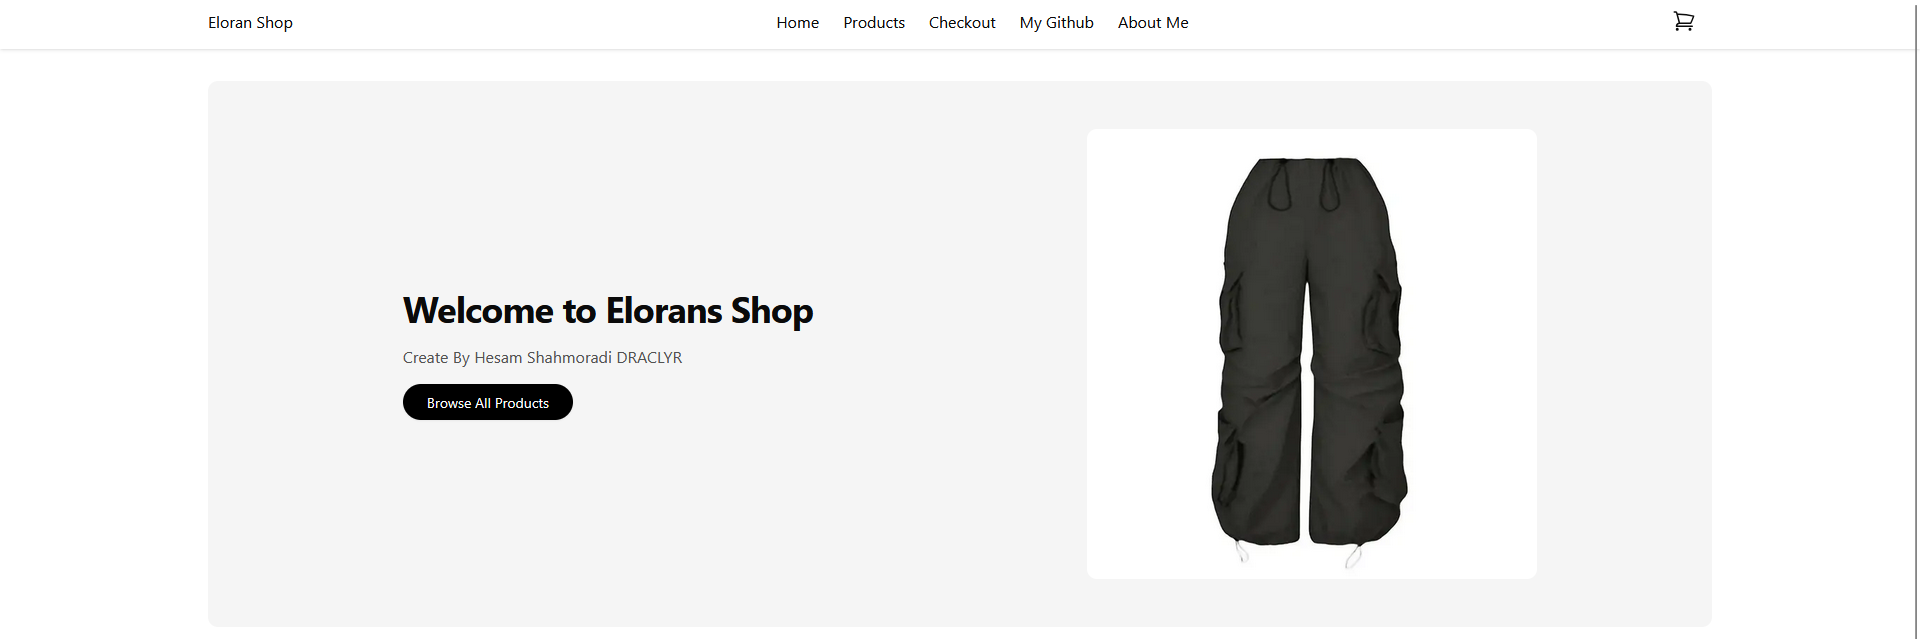 Eloran Shop
Home Products Checkout My Github About Me
Welcome to Elorans Shop
Create By Hesam Shahmoradi DRACLYR
Browse All Products